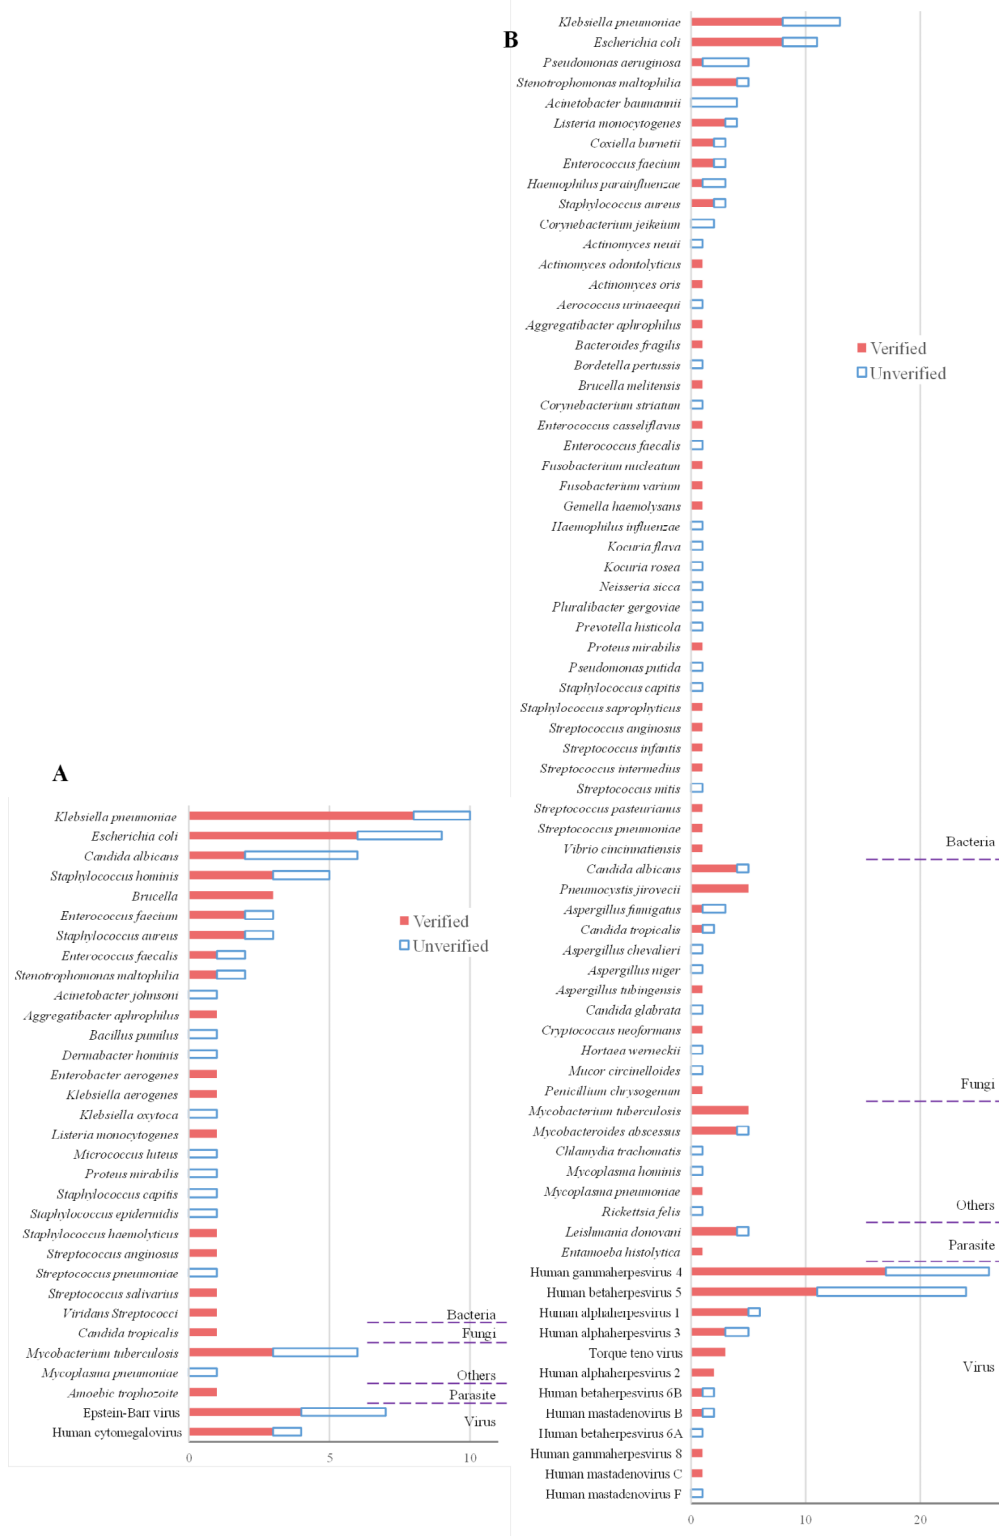 B
Klebsiella pneumoniae
Escherichia coli
Pseudomonas aeruginosa
Stenotrophomonas maltophilia
Acinetobacter baumannii
Listeria monocytogenes
Coxiella burnetii
Enterococcus faecium
Haemophilus parainfluenzae
Staphylococcus aureus
Corynebacterium jeikeium
Actinomyces neuii
Actinomyces odontolyticus
Actinomyces oris
Aerococcus urinaeequi
Aggregatibacter aphrophilus
Bacteroides fragilis
Bordetella pertussis
Brucella melitensis
Corynebacterium striatum
Enterococcus casseliflavus
Enterococcus faecalis
Fusobacterium nucleatum
Fusobacterium varium
Gemella haemolysans
Haemophilus influenzae
Kocuria flava
Kocuria rosea
Neisseria sicca
Pluralibacter gergoviae
Prevotella histicola
Proteus mirabilis
Pseudomonas putida
Staphylococcus capitis
Staphylococcus saprophyticus
Streptococcus anginosus
Streptococcus infantis
Streptococcus intermedius
Streptococcus mitis
Streptococcus pasteurianus
Streptococcus pneumoniae
Vibrio cincinnatiensis
Candida albicans
Pneumocystis jirovecii
Aspergillus fumigatus
Candida tropicalis
Aspergillus chevalieri
Aspergillus niger
Aspergillus tubingensis
Candida glabrata
Cryptococcus neoformans
Hortaea werneckii
Mucor circinelloides
Penicillium chrysogenum
Mycobacterium tuberculosis
Mycobacteroides abscessus
Chlamydia trachomatis
Mycoplasma hominis
Mycoplasma pneumoniae
Rickettsia felis
Leishmania donovani
Entamoeba histolytica
Human gammaherpesvirus 4
Human betaherpesvirus 5
Human alphaherpesvirus 1
Human alphaherpesvirus 3
Torque teno virus
Human alphaherpesvirus 2
Human betaherpesvirus 6B
Human mastadenovirus B
Human betaherpesvirus 6A
Human gammaherpesvirus 8
Human mastadenovirus C
Human mastadenovirus F
Verified
Unverified
Bacteria
Fungi
Others
Parasite
Virus
0 10 20
A
Klebsiella pneumoniae
Escherichia coli
Candida albicans
Staphylococcus hominis
Brucella
Enterococcus faecium
Staphylococcus aureus
Enterococcus faecalis
Stenotrophomonas maltophilia
Acinetobacter johnsoni
Aggregatibacter aphrophilus
Bacillus pumilus
Dermabacter hominis
Enterobacter aerogenes
Klebsiella aerogenes
Klebsiella oxytoca
Listeria monocytogenes
Micrococcus luteus
Proteus mirabilis
Staphylococcus capitis
Staphylococcus epidermidis
Staphylococcus haemolyticus
Streptococcus anginosus
Streptococcus pneumoniae
Streptococcus salivarius
Viridans Streptococci
Candida tropicalis
Mycobacterium tuberculosis
Mycoplasma pneumoniae
Amoebic trophozoite
Epstein-Barr virus
Human cytomegalovirus
Verified
Unverified
Bacteria
Fungi
Others
Parasite
Virus
0 5 10